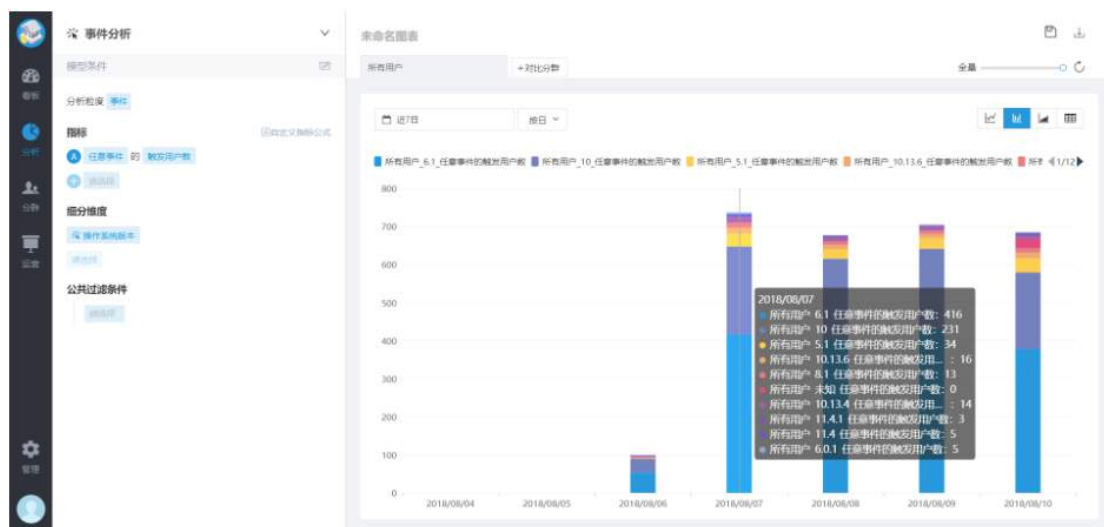 事件分析
未命名图表
看板
分析
分群
运营
管理
模型条件
分析粒度 事件
指标
自定义指标公式
A 任意事件 的 触发用户数
请选择
细分维度
操作系统版本
请选择
公共过滤条件
请选择
所有用户
+对比分群
全量
近7日
按日
所有用户_6.1_任意事件的触发用户数
所有用户_10_任意事件的触发用户数
所有用户_5.1_任意事件的触发用户数
所有用户_10.13.6_任意事件的触发用户数
1/12
800
700
600
500
400
300
200
100
0
2018/08/07
所有用户 6.1 任意事件的触发用户数: 416
所有用户 10 任意事件的触发用户数: 231
所有用户 5.1 任意事件的触发用户数: 34
所有用户 10.13.6 任意事件的触发用... : 16
所有用户 8.1 任意事件的触发用户数: 13
所有用户 未知 任意事件的触发用户数: 0
所有用户 10.13.4 任意事件的触发用... : 14
所有用户 11.4.1 任意事件的触发用户数: 3
所有用户 11.4 任意事件的触发用户数: 5
所有用户 6.0.1 任意事件的触发用户数: 5
2018/08/04
2018/08/05
2018/08/06
2018/08/07
2018/08/08
2018/08/09
2018/08/10